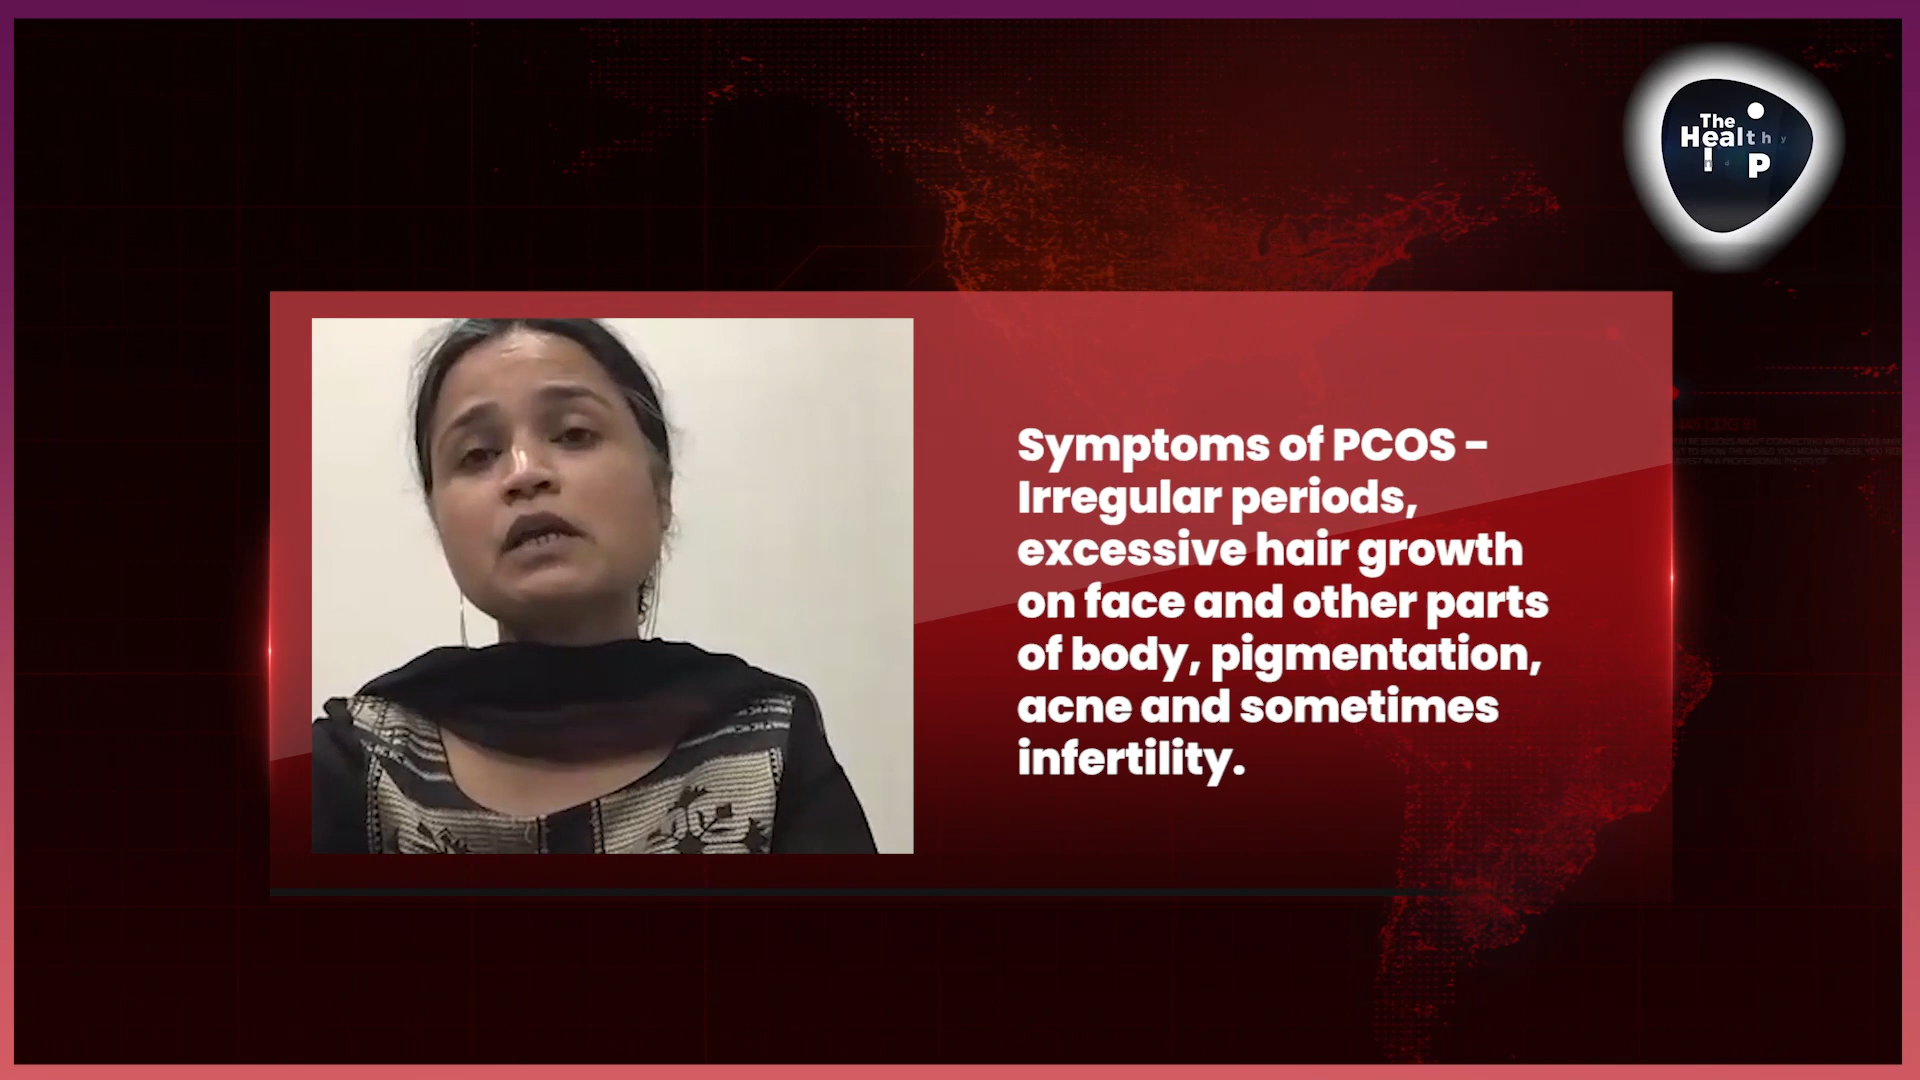 The
Healthy
P
Symptoms of PCOS -
Irregular periods,
excessive hair growth
on face and other parts
of body, pigmentation,
acne and sometimes
infertility.